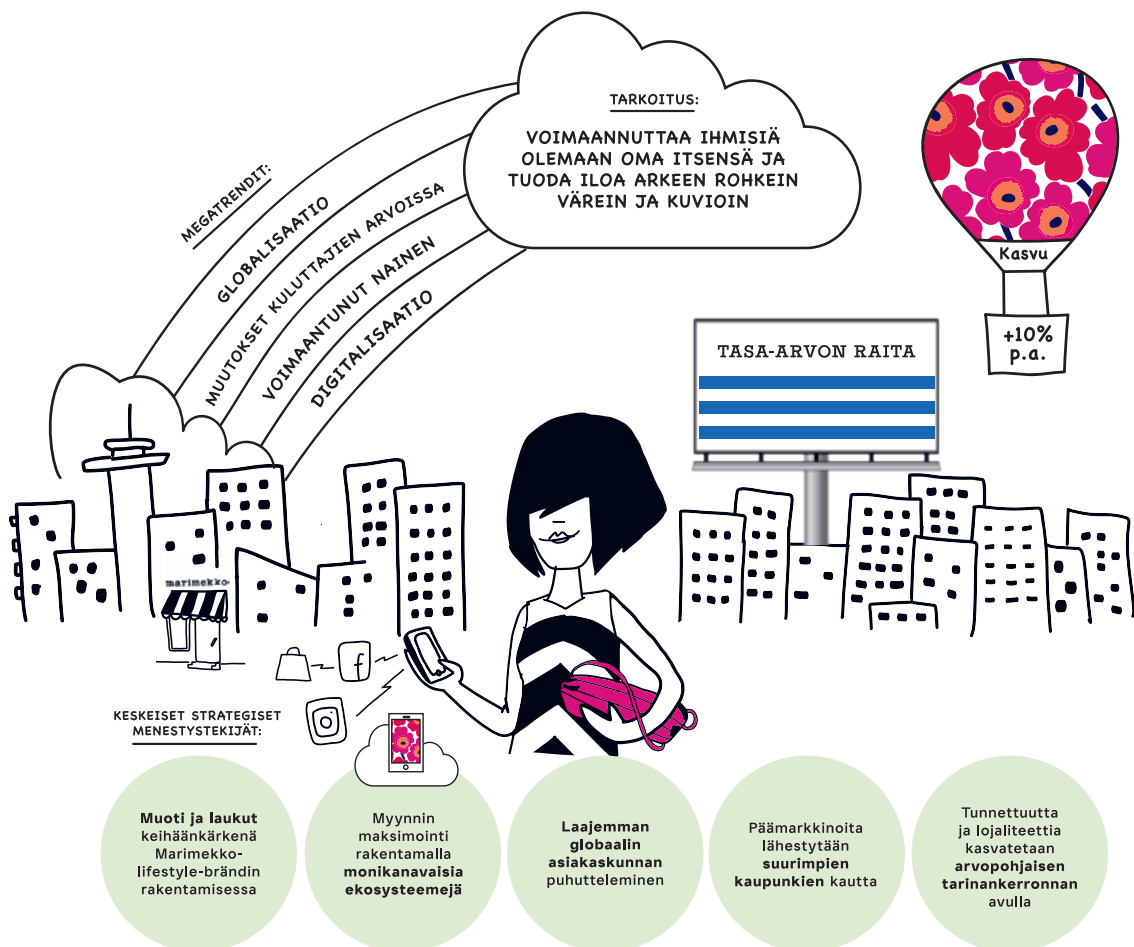 TARKOITUS:
VOIMAANNUTTAA IHMISIÄ
OLEMAAN OMA ITSENSÄ JA
TUODA ILOA ARKEEN ROHKEIN
VÄREIN JA KUVIOIN
MEGATRENDIT:
GLOBALISAATIO
MUUTOKSET KULUTTAJIEN ARVOISSA
VOIMAANTUNUT NAINEN
DIGITALISAATIO
Kasvu
+10%
p.a.
TASA-ARVON RAITA
marimekko
f
KESKEISET STRATEGISET
MENESTYSTEKIJÄT:
Muoti ja laukut
keihäänkärkenä
Marimekko-
lifestyle-brändin
rakentamisessa
Myynnin
maksimointi
rakentamalla
monikanavaisia
ekosysteemejä
Laajemman
globaalin
asiakaskunnan
puhutteleminen
Päämarkkinoita
lähestytään
suurimpien
kaupunkien kautta
Tunnettuutta
ja lojaliteettia
kasvatetaan
arvopohjaisen
tarinankerronnan
avulla